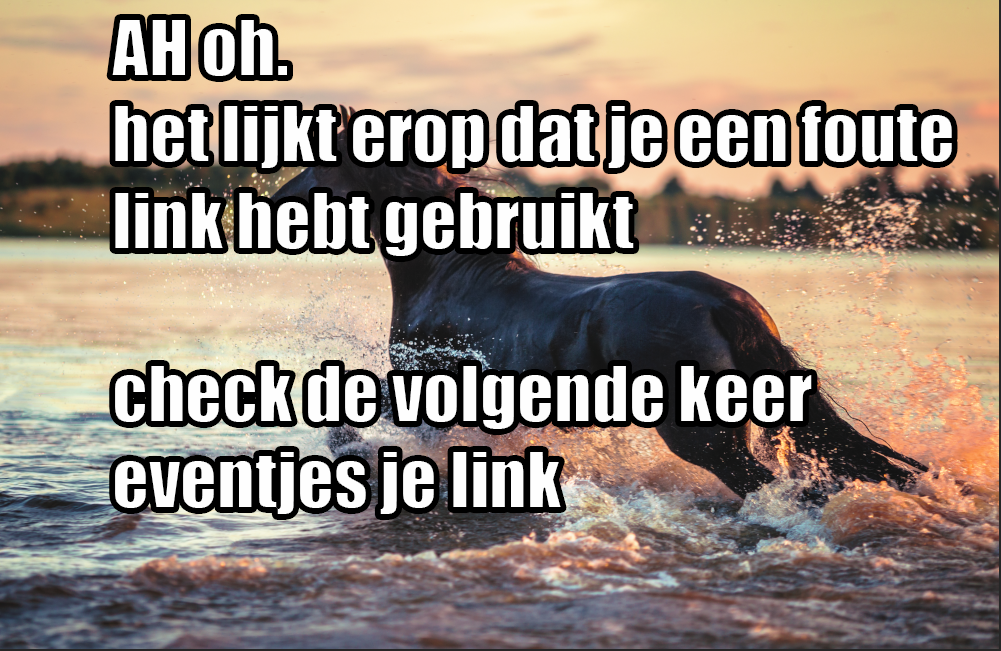 AH oh.
het lijkt erop dat je een foute
link hebt gebruikt
check de volgende keer
eventjes je link